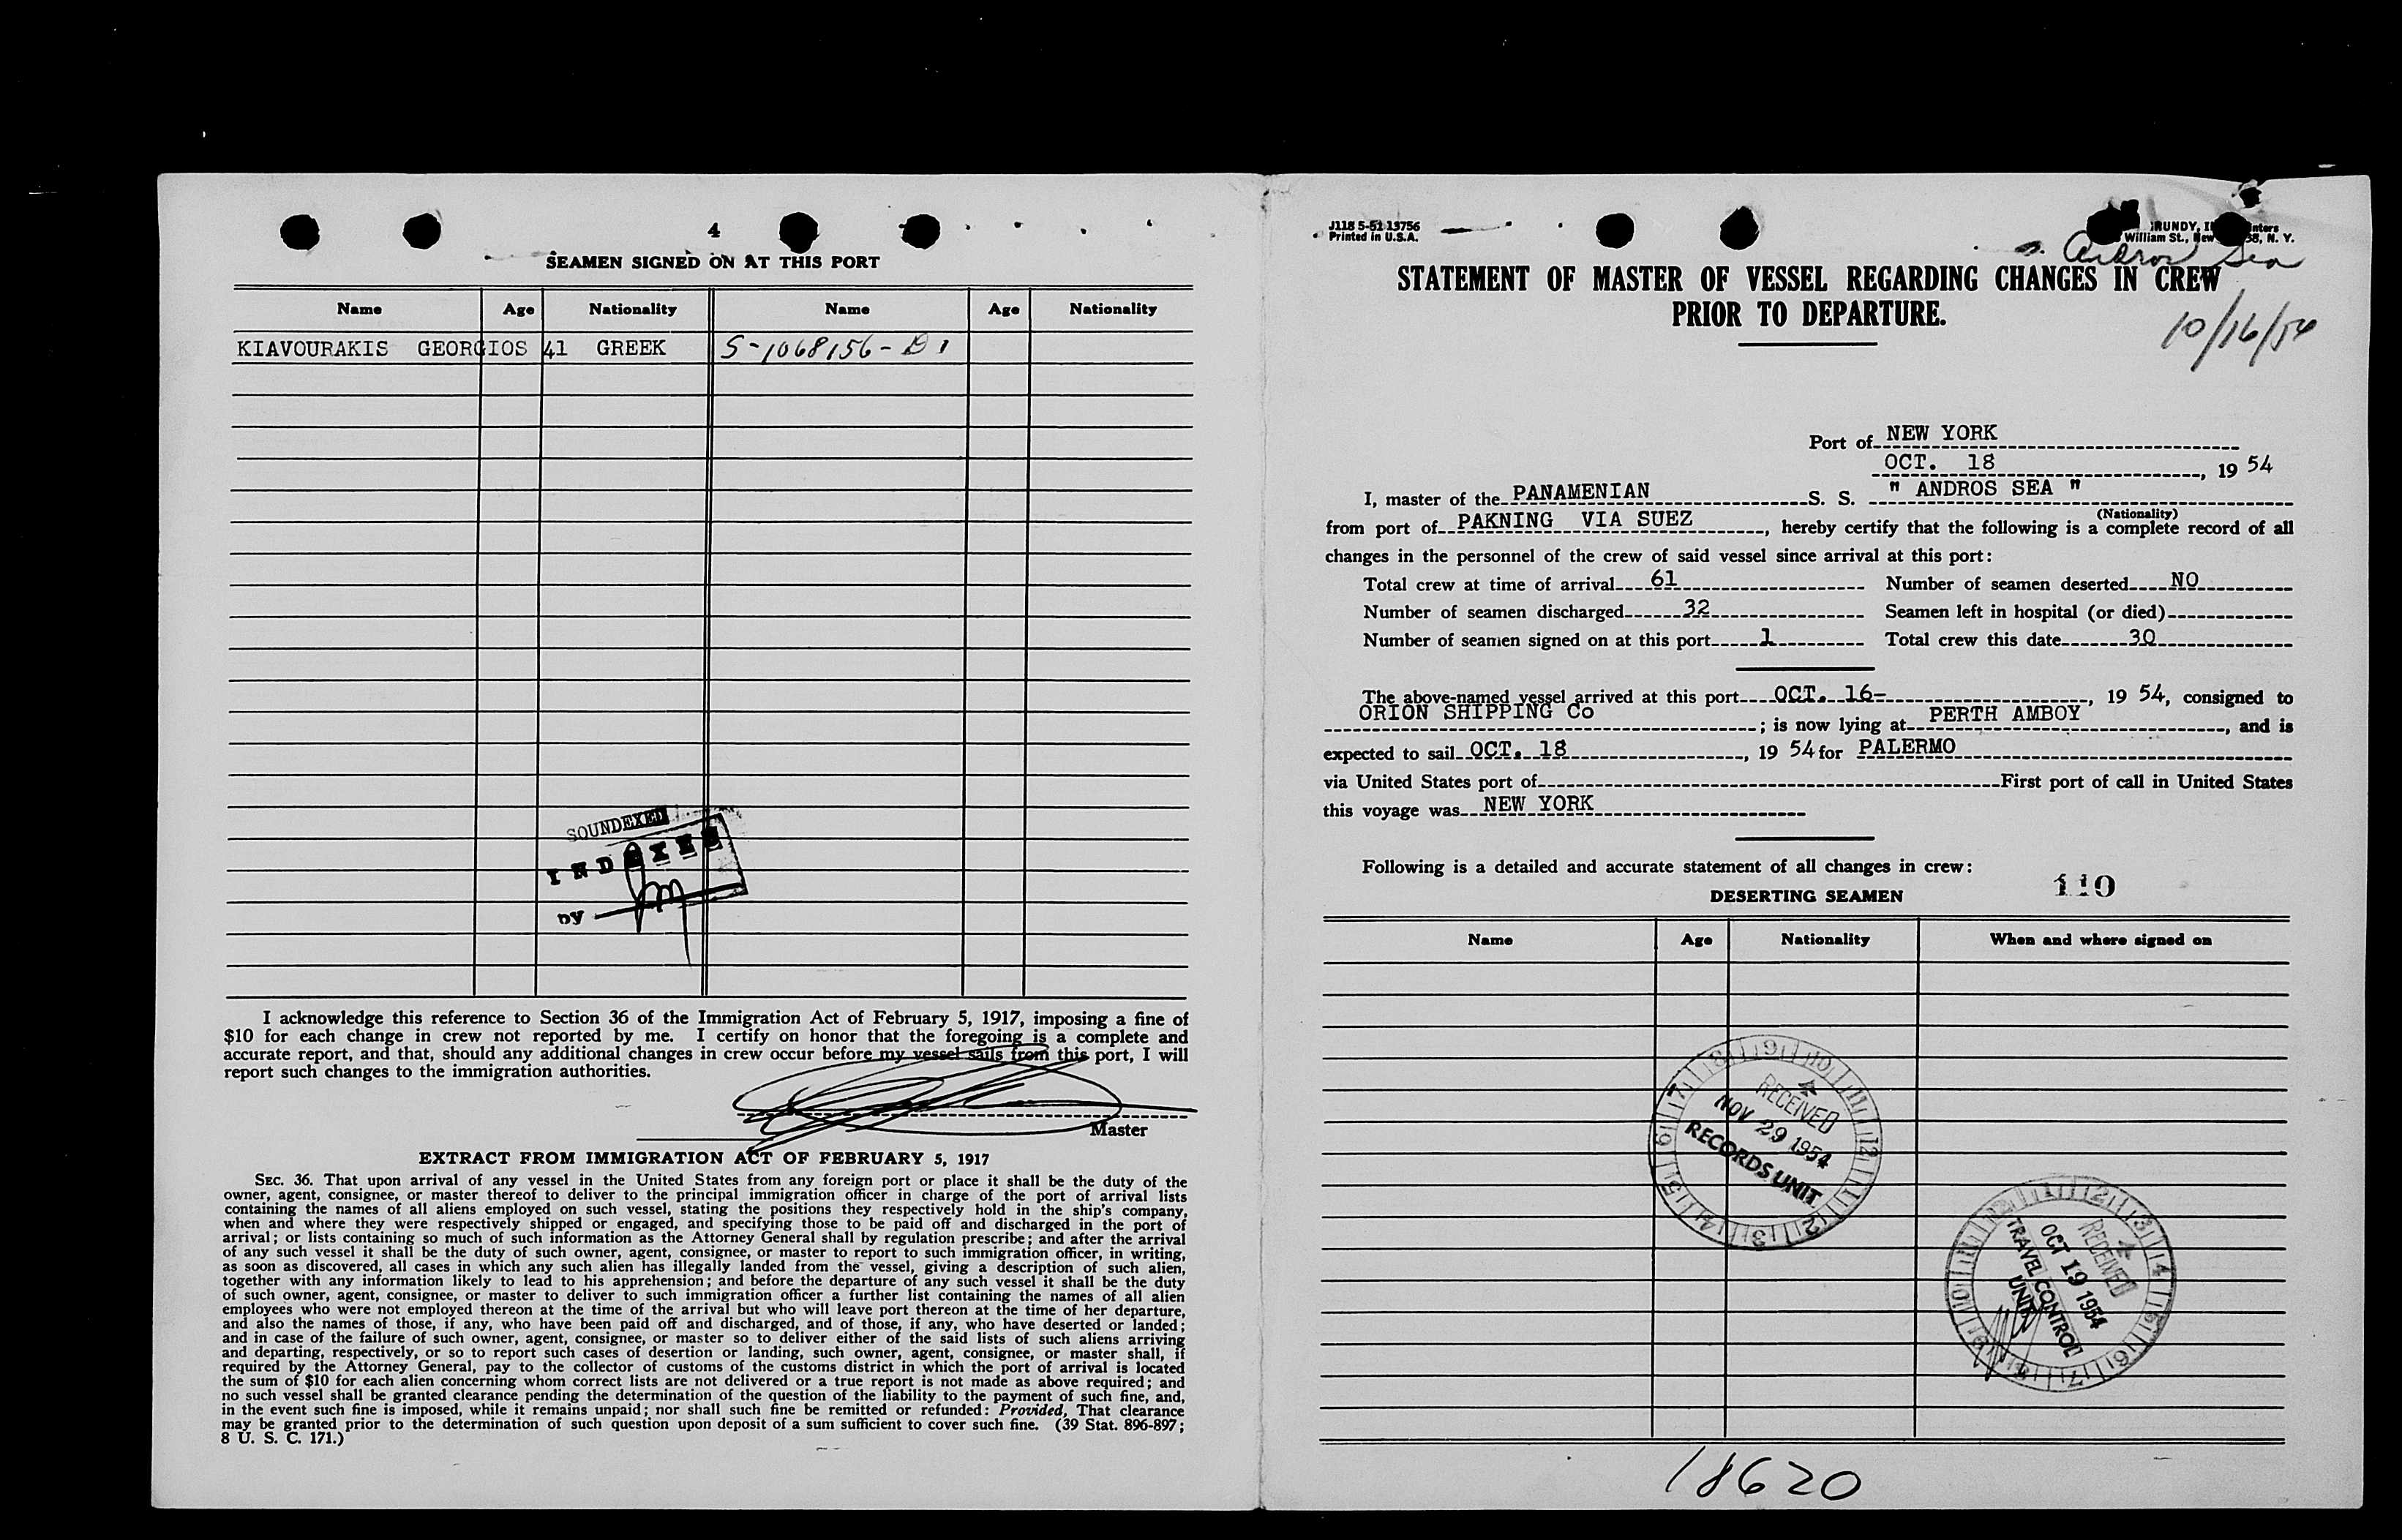 4
SEAMEN SIGNED ON AT THIS PORT
Name Age Nationality Name Age Nationality
KIAVOURAKIS GEORGIOS 41 GREEK S-1068156-D1
SOUNDEXED
INDEXED
by
I acknowledge this reference to Section 36 of the Immigration Act of February 5, 1917, imposing a fine of
$10 for each change in crew not reported by me. I certify on honor that the foregoing is a complete and
accurate report, and that, should any additional changes in crew occur before my vessel sails from this port, I will
report such changes to the immigration authorities.
Master
EXTRACT FROM IMMIGRATION ACT OF FEBRUARY 5, 1917
SEC. 36. That upon arrival of any vessel in the United States from any foreign port or place it shall be the duty of the
owner, agent, consignee, or master thereof to deliver to the principal immigration officer in charge of the port of arrival lists
containing the names of all aliens employed on such vessel, stating the positions they respectively hold in the ship's company,
when and where they were respectively shipped or engaged, and specifying those to be paid off and discharged in the port of
arrival; or lists containing so much of such information as the Attorney General shall by regulation prescribe; and after the arrival
of any such vessel it shall be the duty of such owner, agent, consignee, or master to report to such immigration officer, in writing,
as soon as discovered, all cases in which any such alien has illegally landed from the vessel, giving a description of such alien,
together with any information likely to lead to his apprehension; and before the departure of any such vessel it shall be the duty
of such owner, agent, consignee, or master to deliver to such immigration officer a further list containing the names of all alien
employees who were not employed thereon at the time of the arrival but who will leave port thereon at the time of her departure,
and also the names of those, if any, who have been paid off and discharged, and of those, if any, who have deserted or landed;
and in case of the failure of such owner, agent, consignee, or master so to deliver either of the said lists of such aliens arriving
and departing, respectively, or so to report such cases of desertion or landing, such owner, agent, consignee, or master shall, if
required by the Attorney General, pay to the collector of customs of the customs district in which the port of arrival is located
the sum of $10 for each alien concerning whom correct lists are not delivered or a true report is not made as above required; and
no such vessel shall be granted clearance pending the determination of the question of the liability to the payment of such fine, and,
in the event such fine is imposed, while it remains unpaid; nor shall such fine be remitted or refunded: Provided, That clearance
may be granted prior to the determination of such question upon deposit of a sum sufficient to cover such fine. (39 Stat. 896-897;
8 U. S. C. 171.)
J118 5-51 13756
Printed in U.S.A.
William St., New N. Y.
s. Andros Sea
STATEMENT OF MASTER OF VESSEL REGARDING CHANGES IN CREW
PRIOR TO DEPARTURE.
10/16/54
Port of NEW YORK
OCT. 18, 19 54
I, master of the PANAMENIAN S. S. " ANDROS SEA "
(Nationality)
from port of PAKNING VIA SUEZ, hereby certify that the following is a complete record of all
changes in the personnel of the crew of said vessel since arrival at this port:
Total crew at time of arrival 61 Number of seamen deserted NO
Number of seamen discharged 32 Seamen left in hospital (or died)
Number of seamen signed on at this port 1 Total crew this date 30
The above-named vessel arrived at this port OCT. 16-, 19 54, consigned to
ORION SHIPPING Co; is now lying at PERTH AMBOY, and is
expected to sail OCT. 18, 19 54 for PALERMO
via United States port of First port of call in United States
this voyage was NEW YORK
Following is a detailed and accurate statement of all changes in crew:
110
DESERTING SEAMEN
Name Age Nationality When and where signed on
RECEIVED
NOV 29 1954
RECORDS UNIT
RECEIVED
OCT 19 1954
TRAVEL CONTROL
UNIT
18620